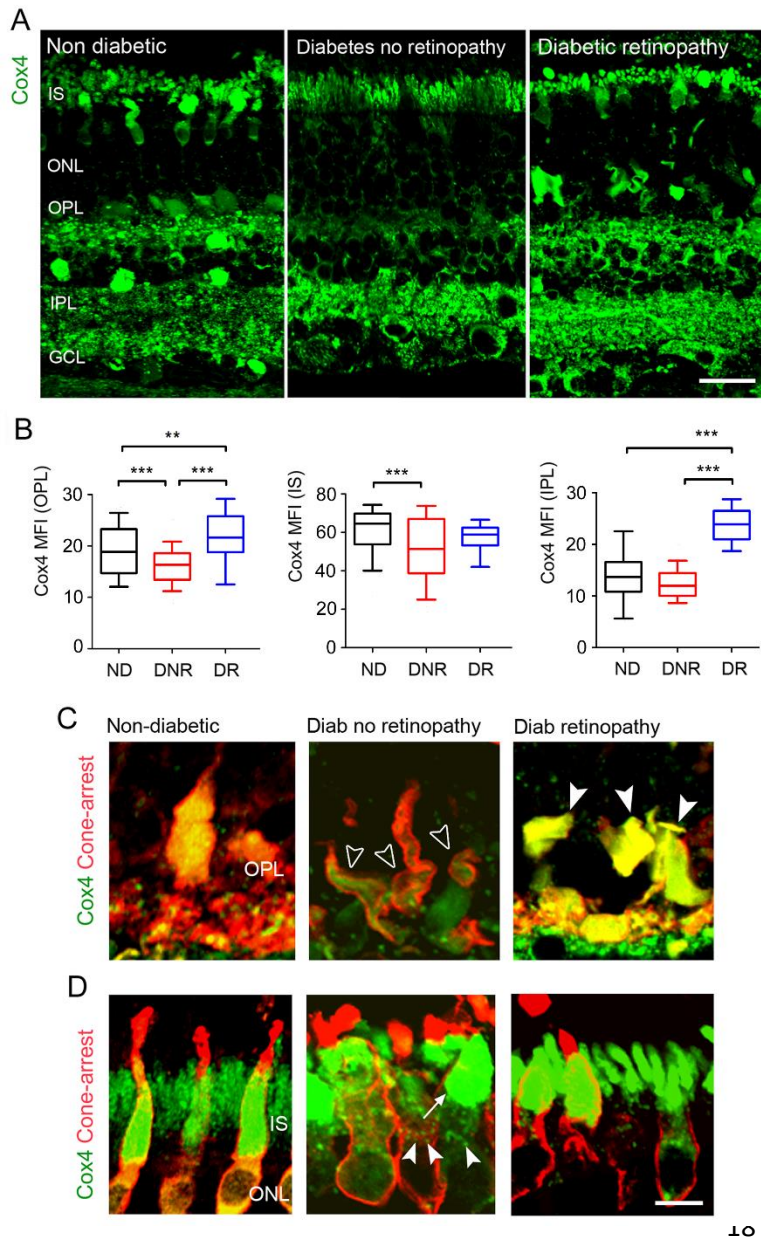 A
Cox4
Non diabetic
Diabetes no retinopathy
Diabetic retinopathy
IS
ONL
OPL
IPL
GCL
B
Cox4 MFI (OPL)
30
20
10
0
**
*** ***
ND DNR DR
Cox4 MFI (IS)
80
60
40
20
0
***
ND DNR DR
Cox4 MFI (IPL)
30
20
10
0
***
***
ND DNR DR
C
Cox4 Cone-arrest
Non-diabetic
Diab no retinopathy
Diab retinopathy
OPL
D
Cox4 Cone-arrest
IS
ONL
18